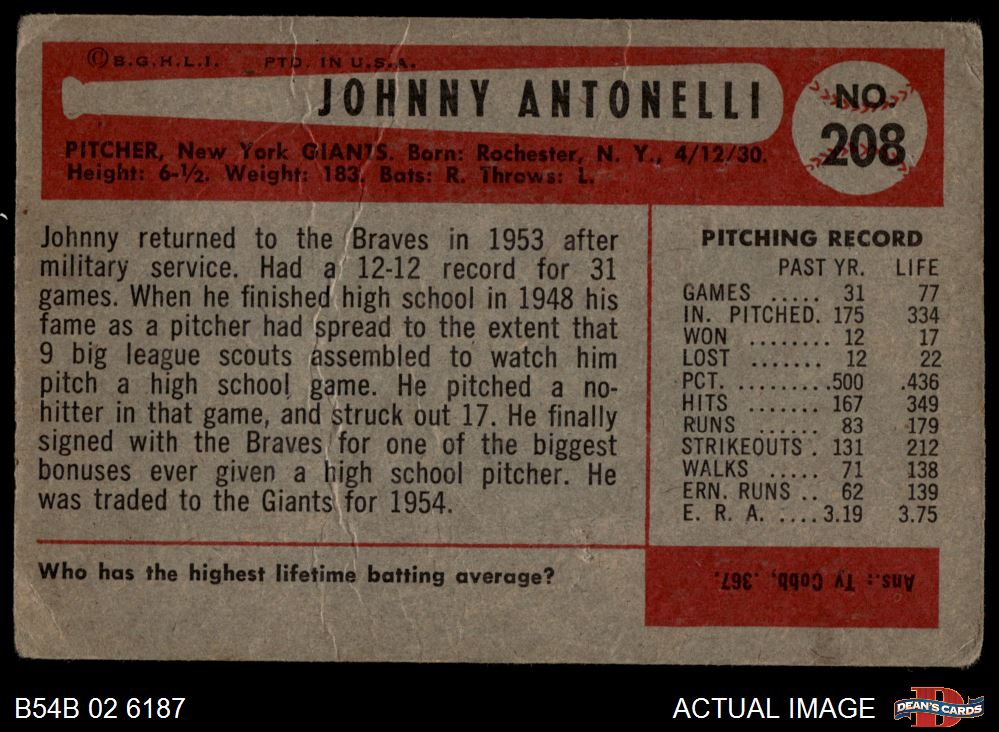 © B.G.H.L.I. PTD. IN U.S.A.
JOHNNY ANTONELLI
NO.
208
PITCHER, New York GIANTS. Born: Rochester, N. Y., 4/12/30.
Height: 6-½. Weight: 183. Bats: R. Throws: L.
Johnny returned to the Braves in 1953 after
military service. Had a 12-12 record for 31
games. When he finished high school in 1948 his
fame as a pitcher had spread to the extent that
9 big league scouts assembled to watch him
pitch a high school game. He pitched a no-
hitter in that game, and struck out 17. He finally
signed with the Braves for one of the biggest
bonuses ever given a high school pitcher. He
was traded to the Giants for 1954.
PITCHING RECORD
PAST YR. LIFE
GAMES ..... 31 77
IN. PITCHED. 175 334
WON ........ 12 17
LOST ........ 12 22
PCT. ......... .500 .436
HITS ....... 167 349
RUNS ...... 83 179
STRIKEOUTS . 131 212
WALKS ..... 71 138
ERN. RUNS .. 62 139
E. R. A. .... 3.19 3.75
Who has the highest lifetime batting average?
Ans.: Ty Cobb, .367.
B54B 02 6187
ACTUAL IMAGE
DEAN'S CARDS